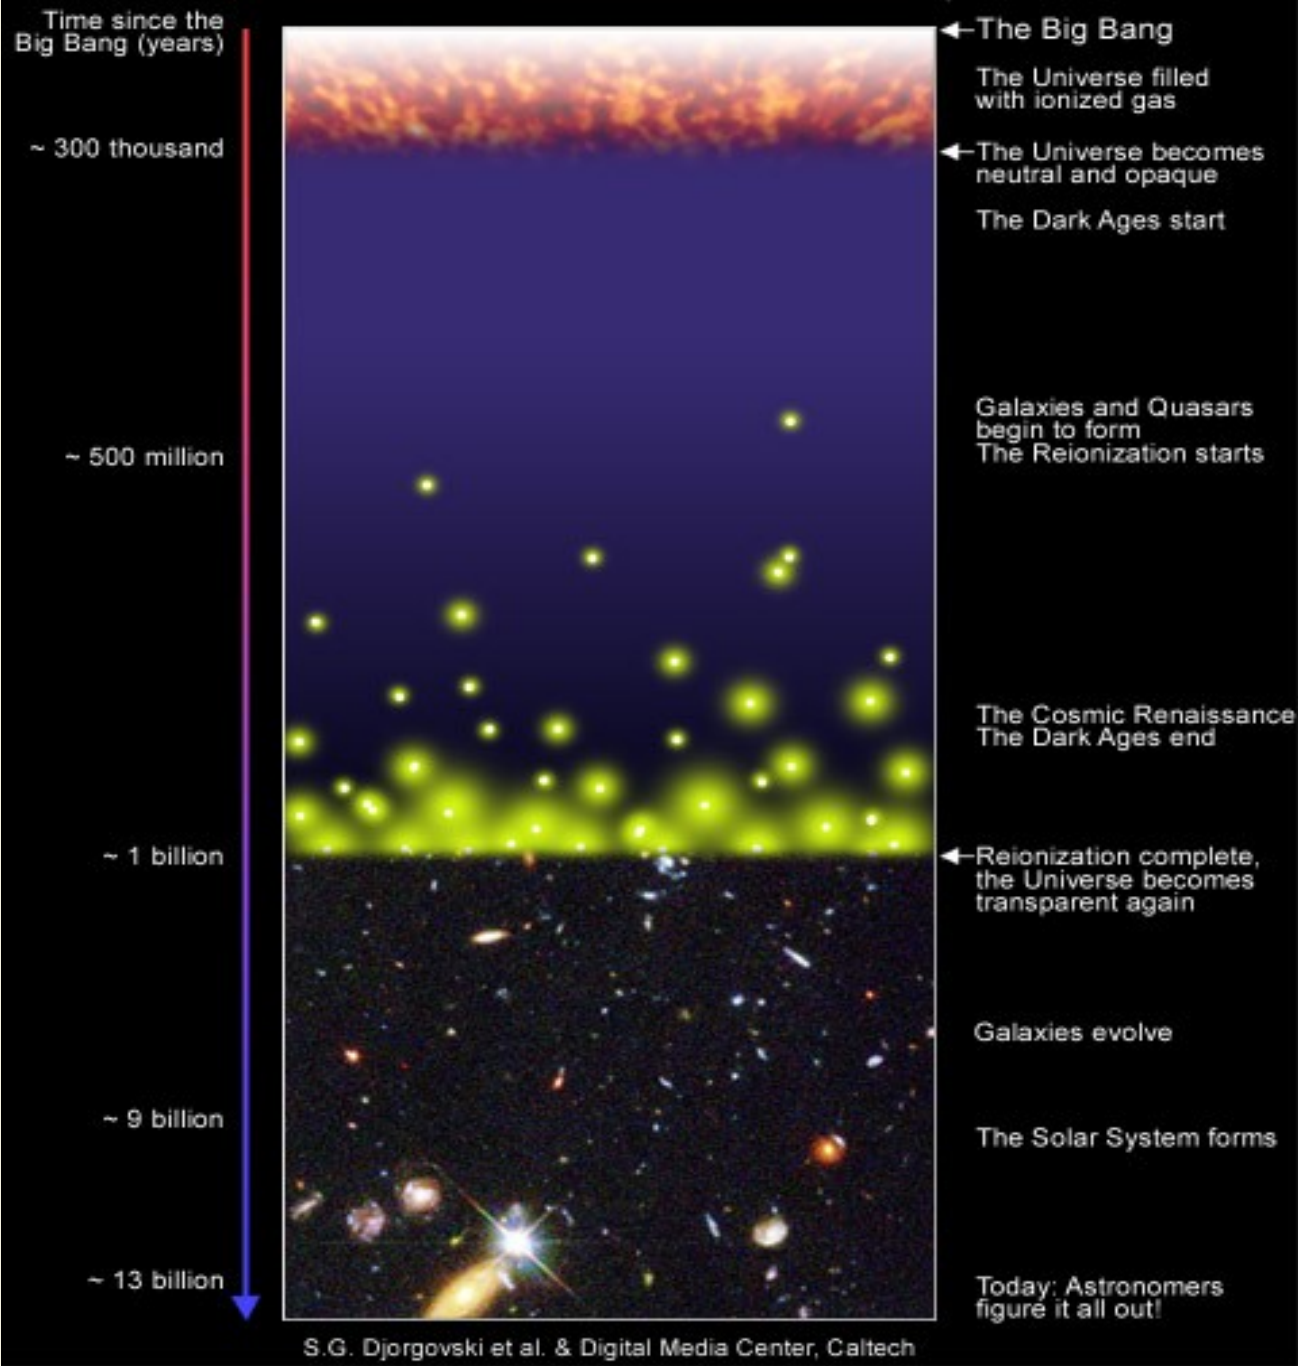 Time since the
Big Bang (years)
The Big Bang
The Universe filled
with ionized gas
~ 300 thousand
The Universe becomes
neutral and opaque
The Dark Ages start
Galaxies and Quasars
begin to form
~ 500 million
The Reionization starts
The Cosmic Renaissance
The Dark Ages end
~ 1 billion
Reionization complete,
the Universe becomes
transparent again
Galaxies evolve
~ 9 billion
The Solar System forms
~ 13 billion
Today: Astronomers
figure it all out!
S.G. Djorgovski et al. & Digital Media Center, Caltech